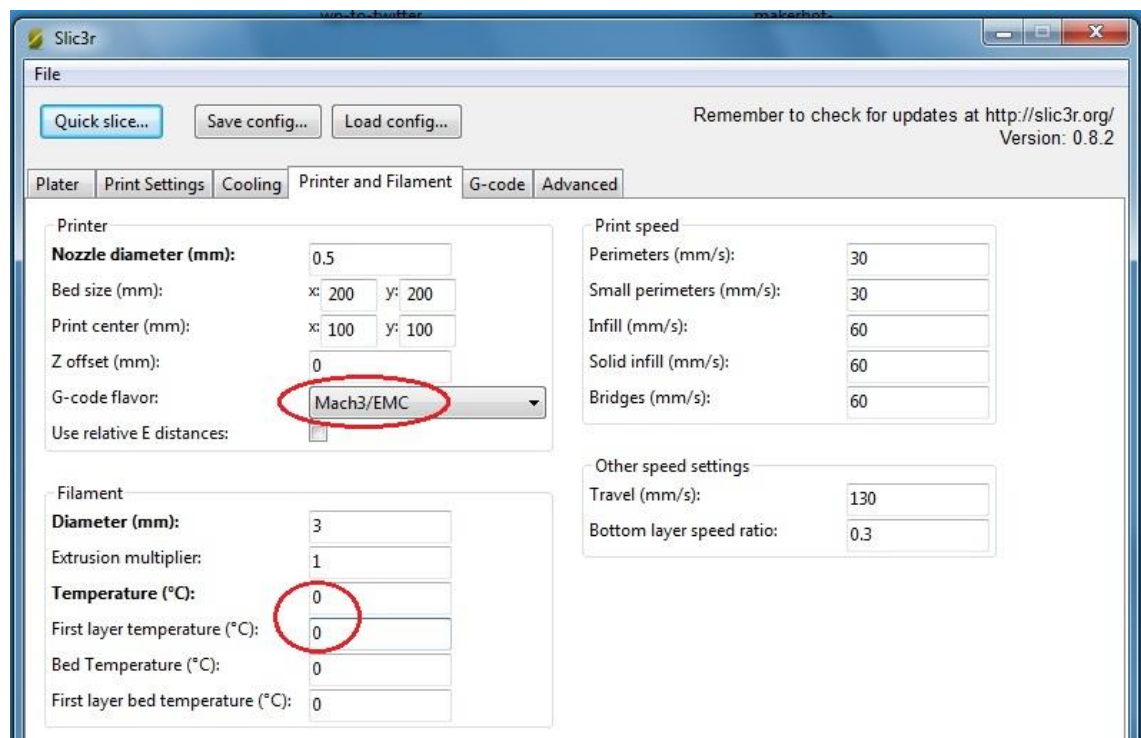 wp-to-twitter
makerbot-
Slic3r
File
Quick slice... Save config... Load config...
Remember to check for updates at http://slic3r.org/
Version: 0.8.2
Plater Print Settings Cooling Printer and Filament G-code Advanced
Printer
Nozzle diameter (mm): 0.5
Bed size (mm): x: 200 y: 200
Print center (mm): x: 100 y: 100
Z offset (mm): 0
G-code flavor: Mach3/EMC
Use relative E distances:
Filament
Diameter (mm): 3
Extrusion multiplier: 1
Temperature (°C): 0
First layer temperature (°C): 0
Bed Temperature (°C): 0
First layer bed temperature (°C): 0
Print speed
Perimeters (mm/s): 30
Small perimeters (mm/s): 30
Infill (mm/s): 60
Solid infill (mm/s): 60
Bridges (mm/s): 60
Other speed settings
Travel (mm/s): 130
Bottom layer speed ratio: 0.3